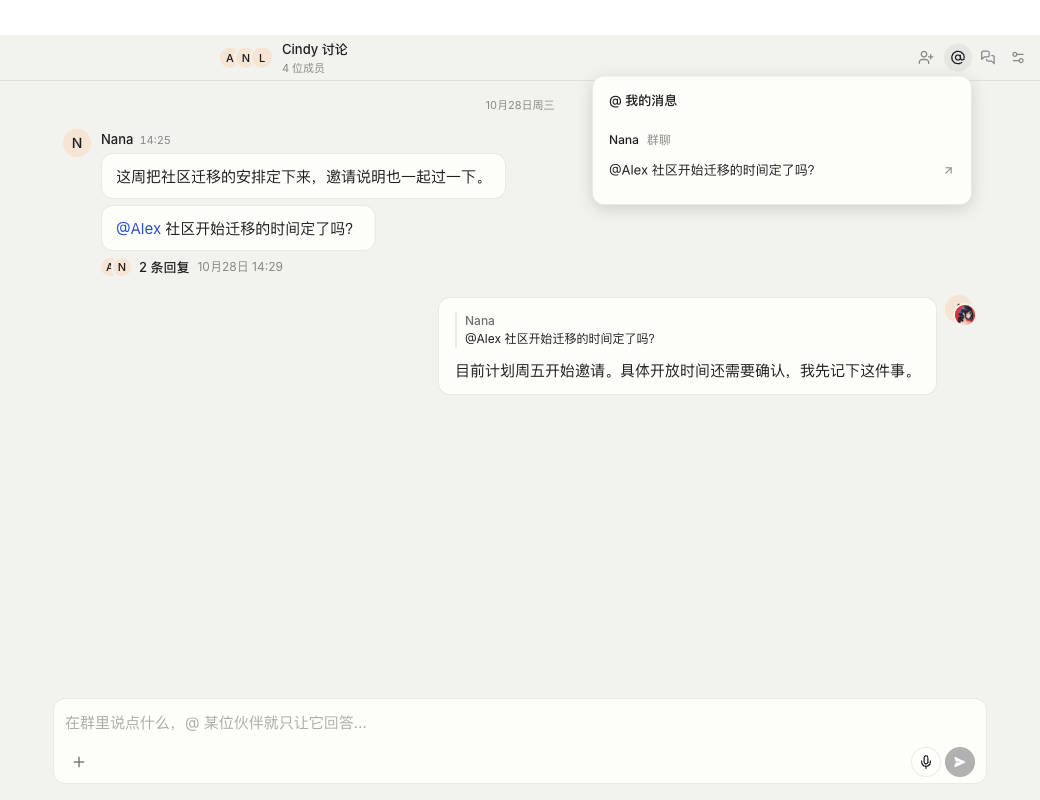 A N L
Cindy 讨论
4 位成员
@
@ 我的消息
Nana 群聊
@Alex 社区开始迁移的时间定了吗?
10月28日周三
N
Nana 14:25
这周把社区迁移的安排定下来，邀请说明也一起过一下。
@Alex 社区开始迁移的时间定了吗?
A N 2 条回复 10月28日 14:29
Nana
@Alex 社区开始迁移的时间定了吗?
目前计划周五开始邀请。具体开放时间还需要确认，我先记下这件事。
在群里说点什么，@ 某位伙伴就只让它回答...